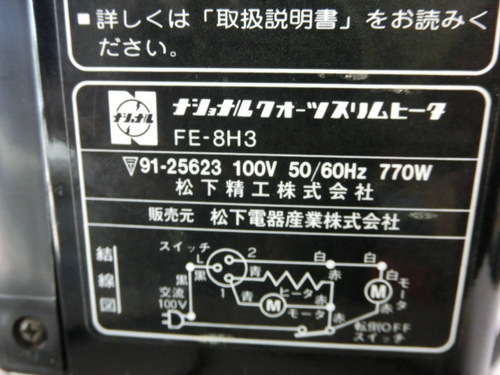 ■詳しくは「取扱説明書」をお読みく
ださい。
ナショナル
ナショナルクオーツスリムヒータ
FE-8H3
▽91-25623 100V 50/60Hz 770W
松下精工株式会社
販売元 松下電器産業株式会社
結線図
スイッチ
L
2
1
黒
黒
交流
100V
青
青
ヒータ
M
モータ
白
白
赤
赤
白
M
モータ
赤
転倒OFF
スイッチ